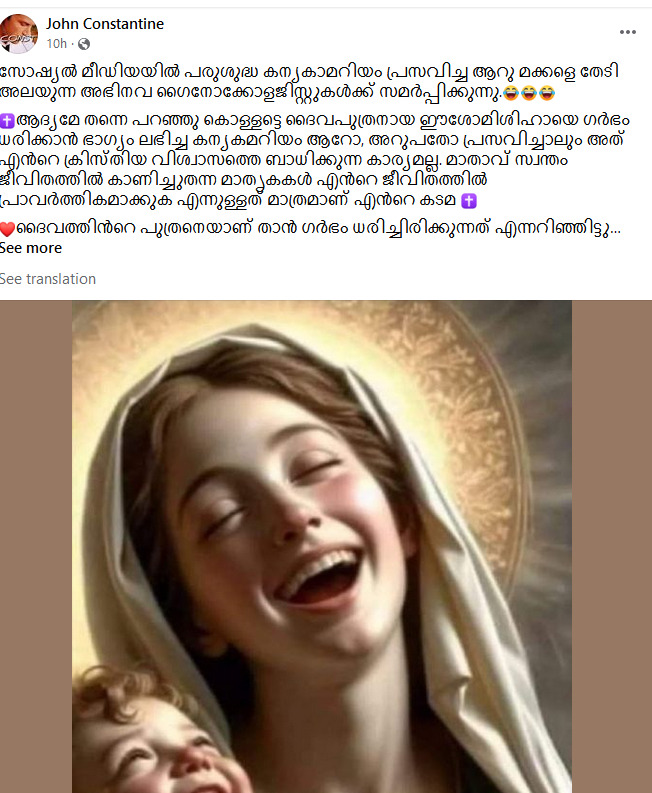 John Constantine
10h ·
സോഷ്യൽ മീഡിയയിൽ പരുശുദ്ധ കന്യകാമറിയം പ്രസവിച്ച ആറു മക്കളെ തേടി
അലയുന്ന അഭിനവ ഗൈനോക്കോളജിസ്റ്റുകൾക്ക് സമർപ്പിക്കുന്നു.😂😂😂
✝️ആദ്യമേ തന്നെ പറഞ്ഞു കൊള്ളട്ടെ ദൈവപുത്രനായ ഈശോമിശിഹായെ ഗർഭം
ധരിക്കാൻ ഭാഗ്യം ലഭിച്ച കന്യകമറിയം ആറോ, അറുപതോ പ്രസവിച്ചാലും അത്
എൻറെ ക്രിസ്തിയ വിശ്വാസത്തെ ബാധിക്കുന്ന കാര്യമല്ല. മാതാവ് സ്വന്തം
ജീവിതത്തിൽ കാണിച്ചുതന്ന മാതൃകകൾ എൻറെ ജീവിതത്തിൽ
പ്രാവർത്തികമാക്കുക എന്നുള്ളത് മാത്രമാണ് എൻറെ കടമ ✝️
❤️ദൈവത്തിൻറെ പുത്രനെയാണ് താൻ ഗർഭം ധരിച്ചിരിക്കുന്നത് എന്നറിഞ്ഞിട്ടു...
See more
See translation